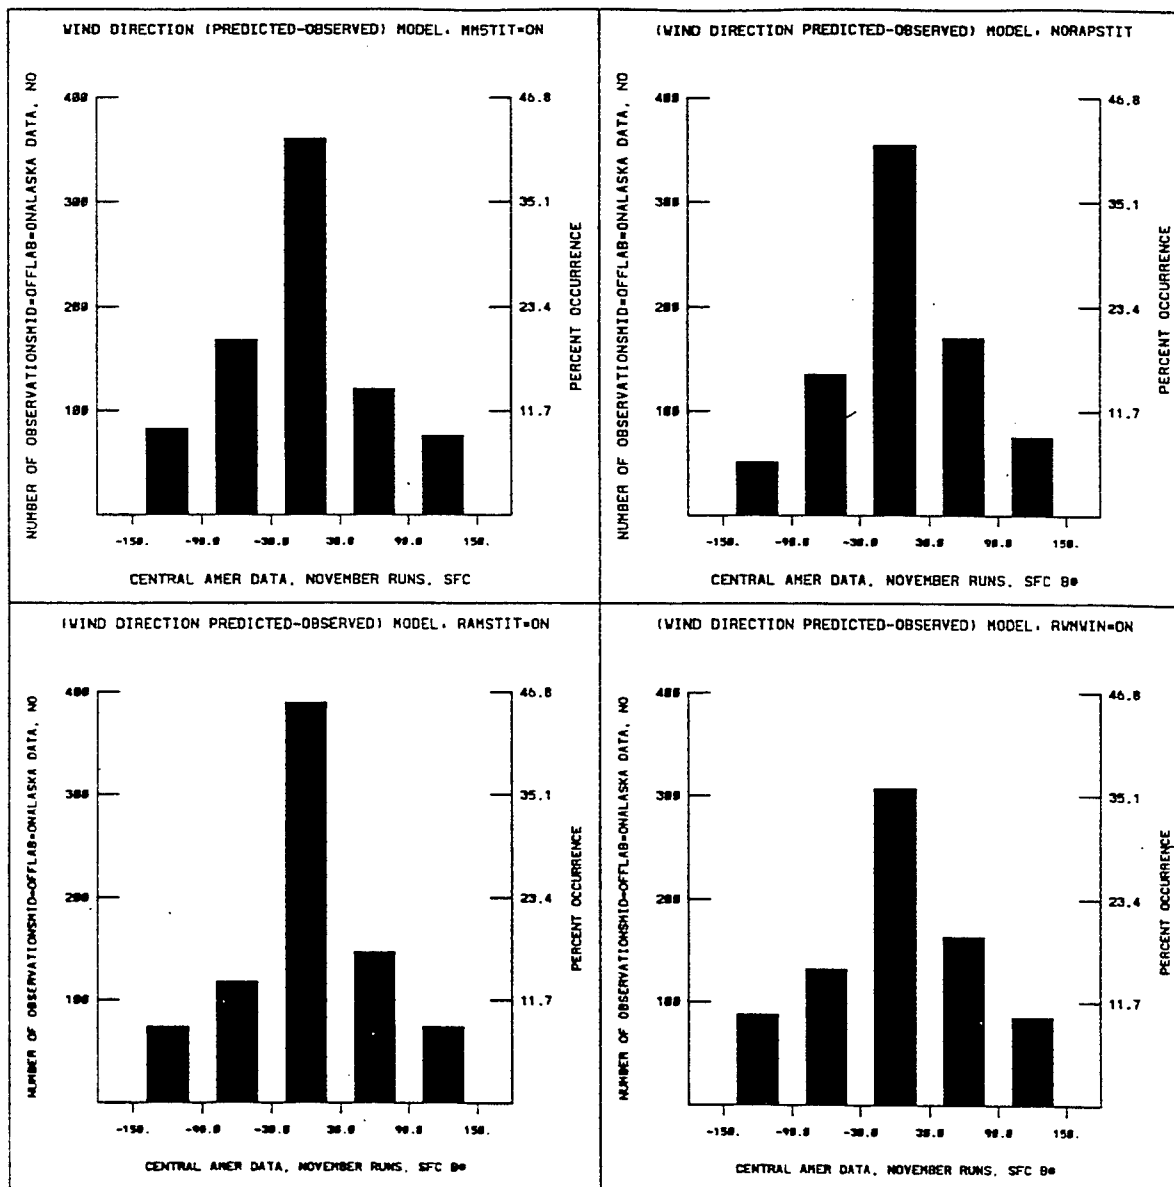 WIND DIRECTION (PREDICTED-OBSERVED) MODEL. MM5TIT=ON
NUMBER OF OBSERVATIONSMID=OFFLAB=ONALASKA DATA. NO
400
300
200
100
46.8
35.1
23.4
11.7
PERCENT OCCURRENCE
-150. -90.0 -30.0 30.0 90.0 150.
CENTRAL AMER DATA. NOVEMBER RUNS. SFC
(WIND DIRECTION PREDICTED-OBSERVED) MODEL. NORAPSTIT
NUMBER OF OBSERVATIONSMID=OFFLAB=ONALASKA DATA. NO
400
300
200
100
46.8
35.1
23.4
11.7
PERCENT OCCURRENCE
-150. -90.0 -30.0 30.0 90.0 150.
CENTRAL AMER DATA. NOVEMBER RUNS. SFC
(WIND DIRECTION PREDICTED-OBSERVED) MODEL. RAMSTIT=ON
NUMBER OF OBSERVATIONSMID=OFFLAB=ONALASKA DATA. NO
400
300
200
100
46.8
35.1
23.4
11.7
PERCENT OCCURRENCE
-150. -90.0 -30.0 30.0 90.0 150.
CENTRAL AMER DATA. NOVEMBER RUNS. SFC
(WIND DIRECTION PREDICTED-OBSERVED) MODEL. RWMWIN=ON
NUMBER OF OBSERVATIONSMID=OFFLAB=ONALASKA DATA. NO
400
300
200
100
46.8
35.1
23.4
11.7
PERCENT OCCURRENCE
-150. -90.0 -30.0 30.0 90.0 150.
CENTRAL AMER DATA. NOVEMBER RUNS. SFC